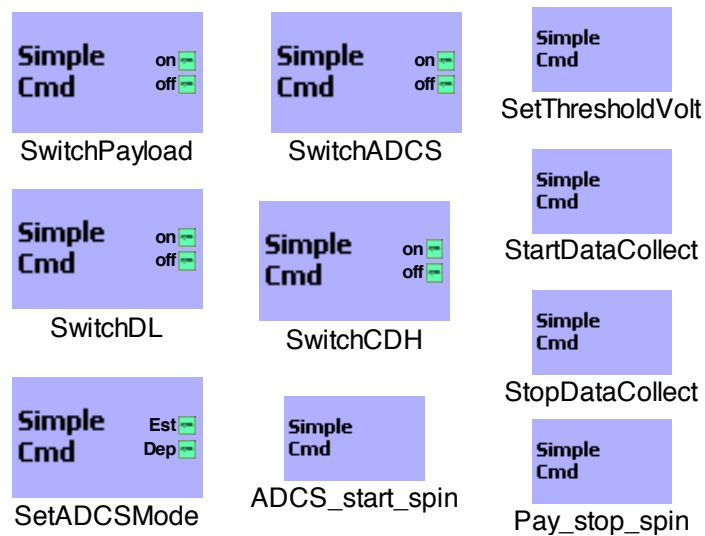 Simple
Cmd
on
off
SwitchPayload
Simple
Cmd
on
off
SwitchADCS
Simple
Cmd
SetThresholdVolt
Simple
Cmd
on
off
SwitchDL
Simple
Cmd
on
off
SwitchCDH
Simple
Cmd
StartDataCollect
Simple
Cmd
StopDataCollect
Simple
Cmd
Est
Dep
SetADCSMode
Simple
Cmd
ADCS_start_spin
Simple
Cmd
Pay_stop_spin